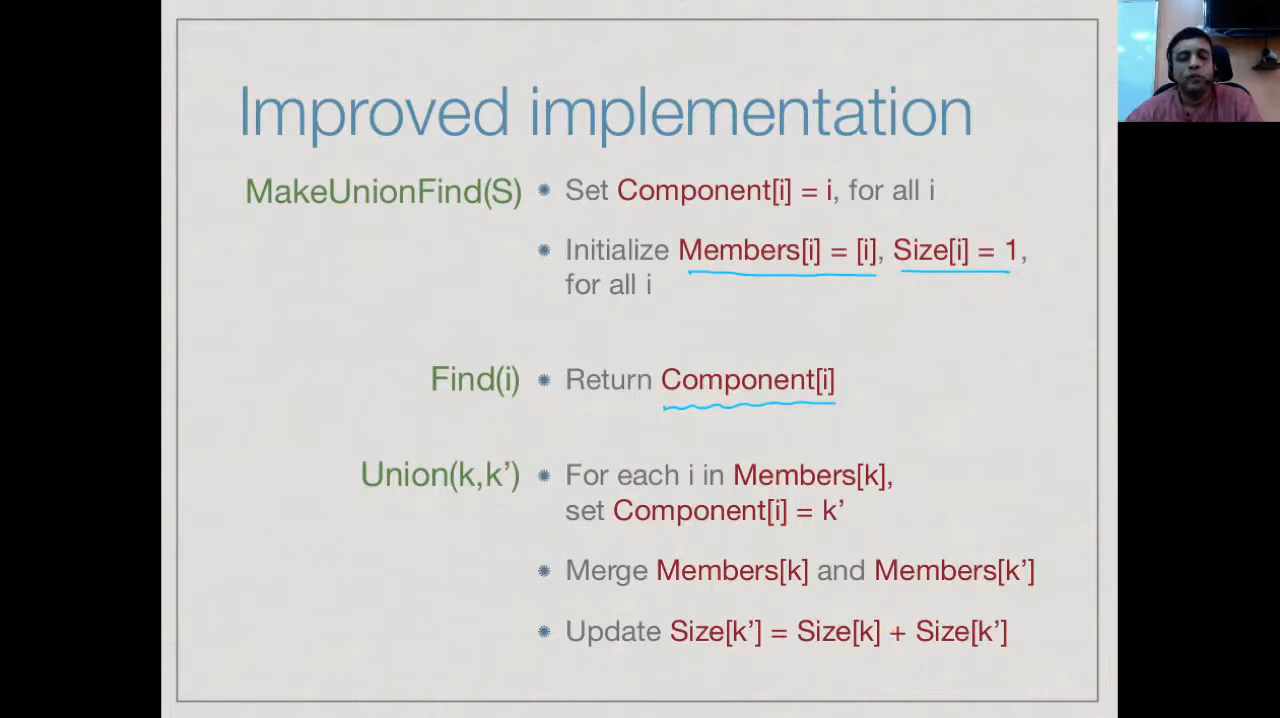 Improved implementation
MakeUnionFind(S) ✷ Set Component[i] = i, for all i
✷ Initialize Members[i] = [i], Size[i] = 1,
for all i
Find(i) ✷ Return Component[i]
Union(k,k’) ✷ For each i in Members[k],
set Component[i] = k’
✷ Merge Members[k] and Members[k’]
✷ Update Size[k’] = Size[k] + Size[k’]